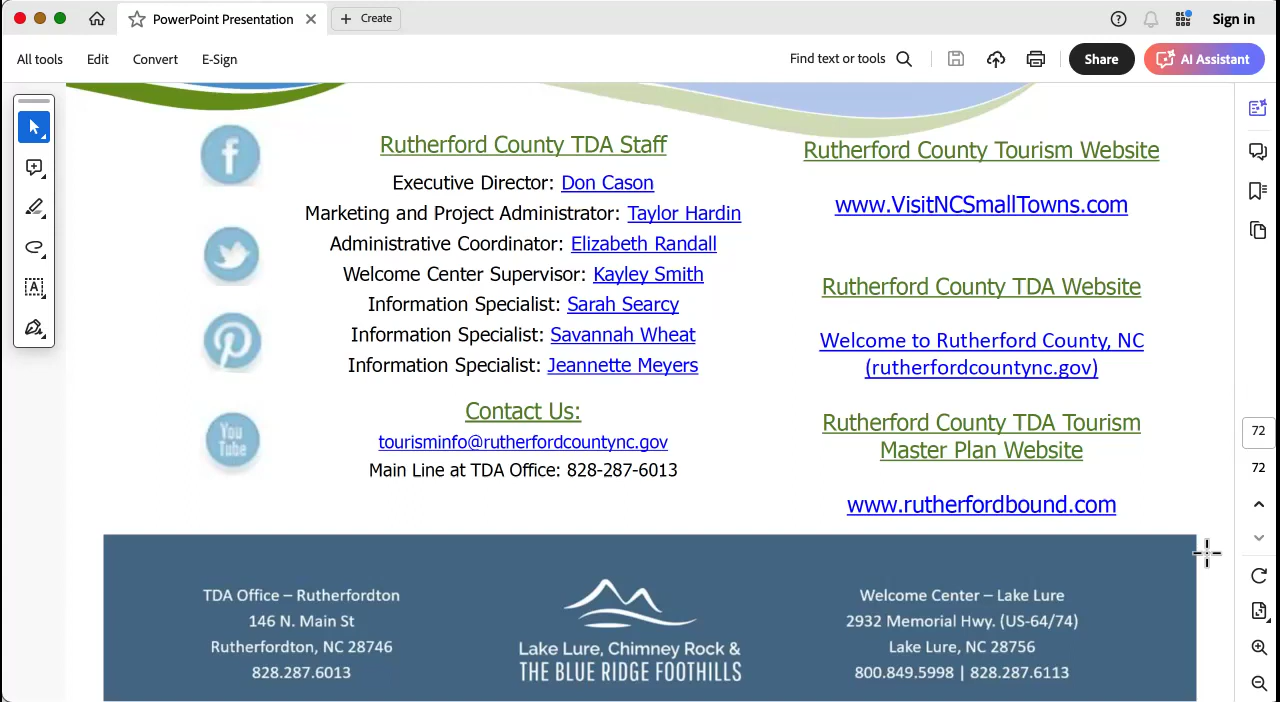 PowerPoint Presentation
Create
Sign in
All tools
Edit
Convert
E-Sign
Find text or tools
Share
AI Assistant
Rutherford County TDA Staff
Executive Director: Don Cason
Marketing and Project Administrator: Taylor Hardin
Administrative Coordinator: Elizabeth Randall
Welcome Center Supervisor: Kayley Smith
Information Specialist: Sarah Searcy
Information Specialist: Savannah Wheat
Information Specialist: Jeannette Meyers
Contact Us:
tourisminfo@rutherfordcountync.gov
Main Line at TDA Office: 828-287-6013
You
Tube
Rutherford County Tourism Website
www.VisitNCSmallTowns.com
Rutherford County TDA Website
Welcome to Rutherford County, NC
(rutherfordcountync.gov)
Rutherford County TDA Tourism
Master Plan Website
www.rutherfordbound.com
72
72
TDA Office – Rutherfordton
146 N. Main St
Rutherfordton, NC 28746
828.287.6013
Lake Lure, Chimney Rock &
THE BLUE RIDGE FOOTHILLS
Welcome Center – Lake Lure
2932 Memorial Hwy. (US-64/74)
Lake Lure, NC 28756
800.849.5998 | 828.287.6113